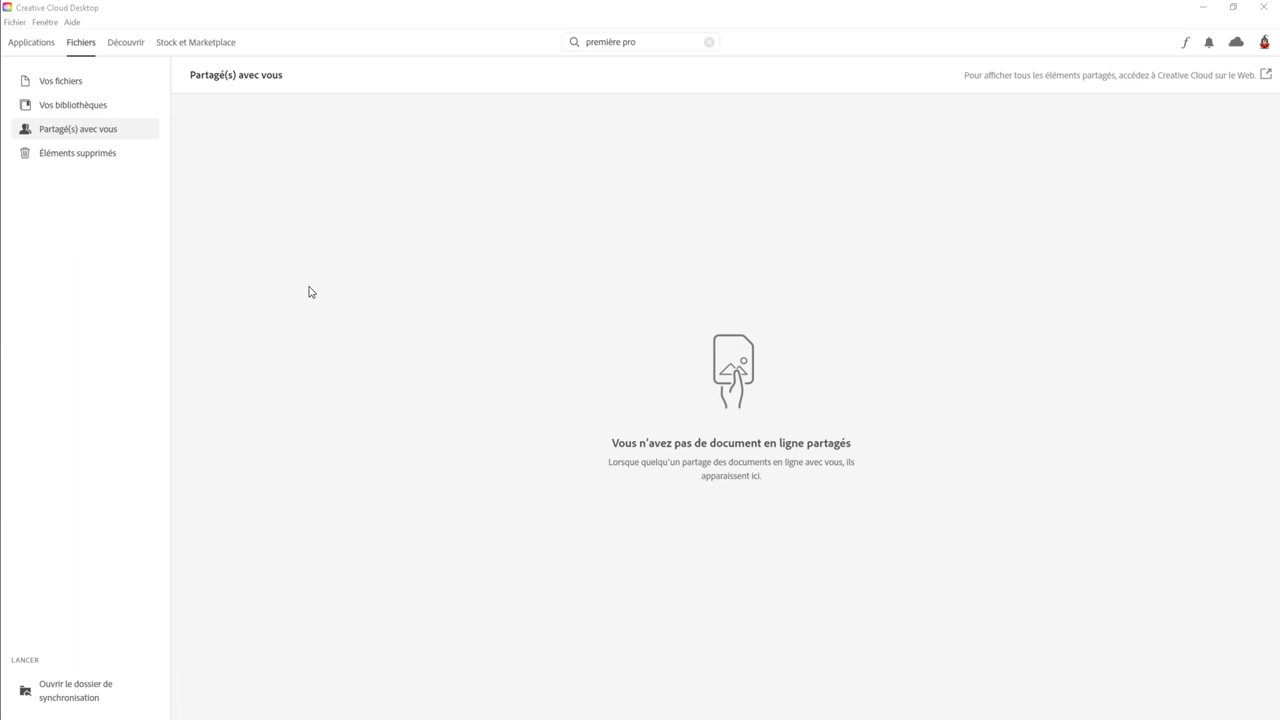 Creative Cloud Desktop
Fichier Fenêtre Aide
Applications Fichiers Découvrir Stock et Marketplace première pro
Vos fichiers
Vos bibliothèques
Partagé(s) avec vous
Éléments supprimés
Partagé(s) avec vous
Pour afficher tous les éléments partagés, accédez à Creative Cloud sur le Web.
Vous n'avez pas de document en ligne partagés
Lorsque quelqu'un partage des documents en ligne avec vous, ils
apparaissent ici.
LANCER
Ouvrir le dossier de
synchronisation